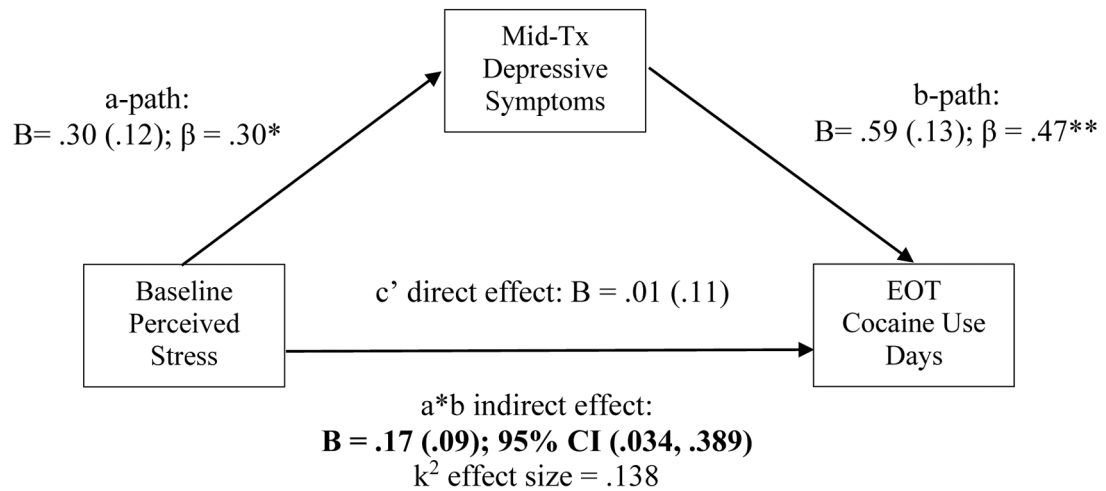 Mid-Tx
Depressive
Symptoms
a-path:
B= .30 (.12); β = .30*
b-path:
B= .59 (.13); β = .47**
Baseline
Perceived
Stress
c’ direct effect: B = .01 (.11)
EOT
Cocaine Use
Days
a*b indirect effect:
B = .17 (.09); 95% CI (.034, .389)
k² effect size = .138